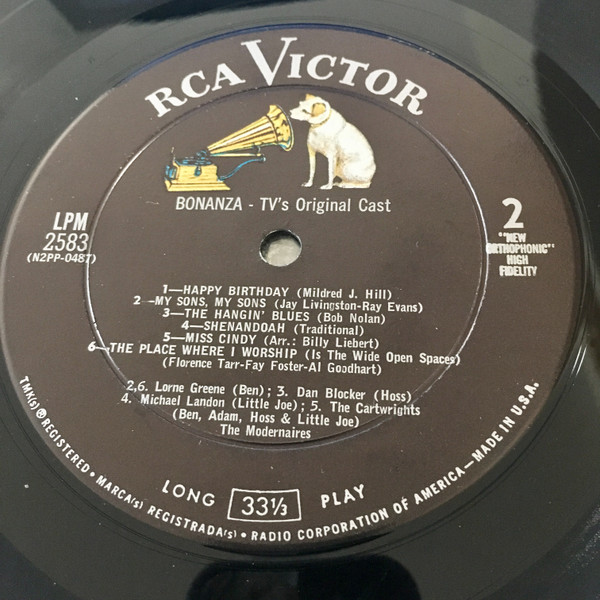 RCA VICTOR
BONANZA - TV's Original Cast
LPM
2583
(N2PP-0487)
2
"NEW
ORTHOPHONIC"
HIGH
FIDELITY
1—HAPPY BIRTHDAY (Mildred J. Hill)
2—MY SONS, MY SONS (Jay Livingston-Ray Evans)
3—THE HANGIN' BLUES (Bob Nolan)
4—SHENANDOAH (Traditional)
5—MISS CINDY (Arr.: Billy Liebert)
6—THE PLACE WHERE I WORSHIP (Is The Wide Open Spaces)
(Florence Tarr-Fay Foster-Al Goodhart)
2,6. Lorne Greene (Ben); 3. Dan Blocker (Hoss)
4. Michael Landon (Little Joe); 5. The Cartwrights
(Ben, Adam, Hoss & Little Joe)
The Modernaires
LONG 33⅓ PLAY
TMK(s) ® REGISTERED • MARCA(s) REGISTRADA(s) • RADIO CORPORATION OF AMERICA—MADE IN U.S.A.